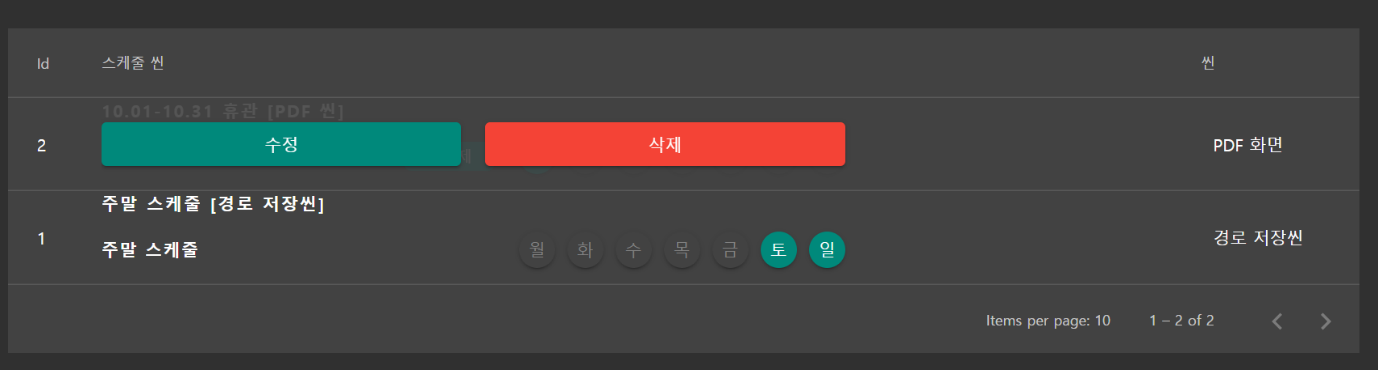 Id 스케줄 씬 씬
10.01-10.31 휴관 [PDF 씬]
2 수정 삭제 PDF 화면
주말 스케줄 [경로 저장씬]
1 주말 스케줄 월 화 수 목 금 토 일 경로 저장씬
Items per page: 10 1 – 2 of 2